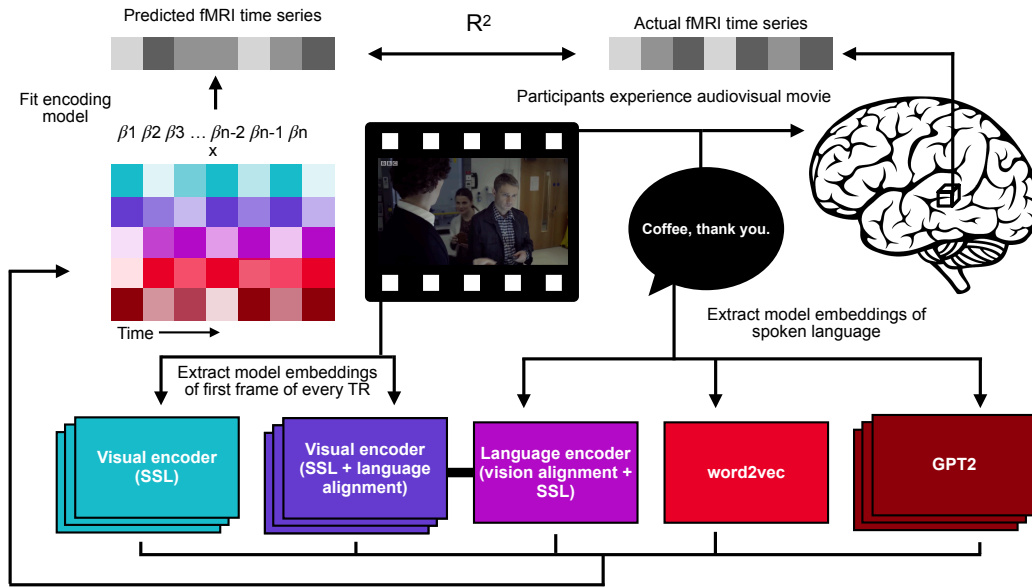 Predicted fMRI time series
R²
Actual fMRI time series
Fit encoding
model
Participants experience audiovisual movie
β1 β2 β3 … βn-2 βn-1 βn
x
BBC
Coffee, thank you.
Time
Extract model embeddings of
spoken language
Extract model embeddings
of first frame of every TR
Visual encoder
(SSL)
Visual encoder
(SSL + language
alignment)
Language encoder
(vision alignment +
SSL)
word2vec
GPT2